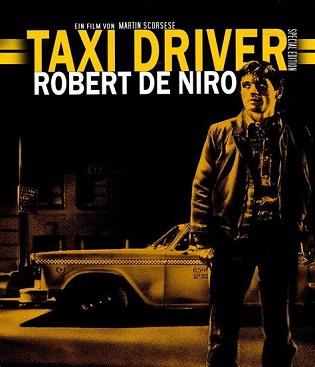 EIN FILM VON MARTIN SCORSESE
TAXI DRIVER
SPECIAL EDITION
ROBERT DE NIRO